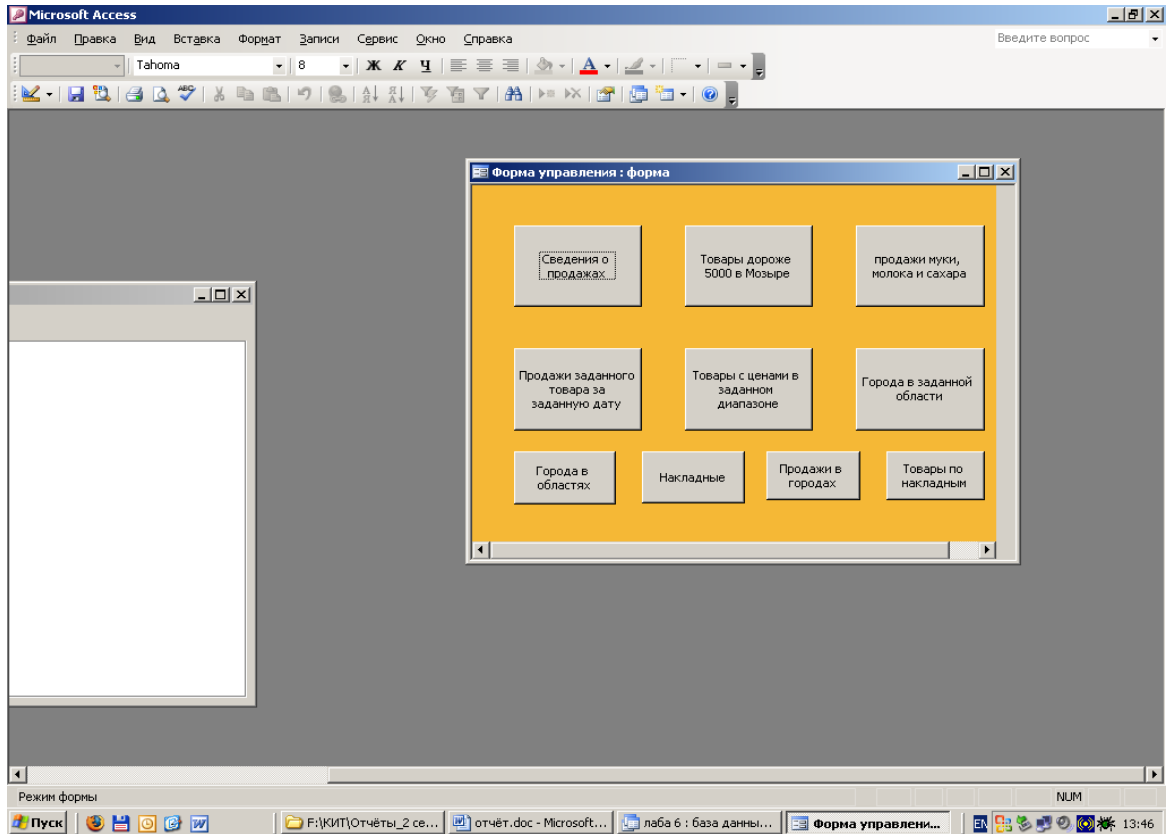 Microsoft Access
Файл Правка Вид Вставка Формат Записи Сервис Окно Справка Введите вопрос
Tahoma 8 Ж К Ч A
ABC А Я Я А
Форма управления : форма
Сведения о
продажах
Товары дороже
5000 в Мозыре
продажи муки,
молока и сахара
Продажи заданного
товара за
заданную дату
Товары с ценами в
заданном
диапазоне
Города в заданной
области
Города в
областях
Накладные
Продажи в
городах
Товары по
накладным
Режим формы NUM
Пуск F:\КИТ\Отчёты_2 се... отчёт.doc - Microsoft... лаба 6 : база данны... Форма управлени... EN 13:46